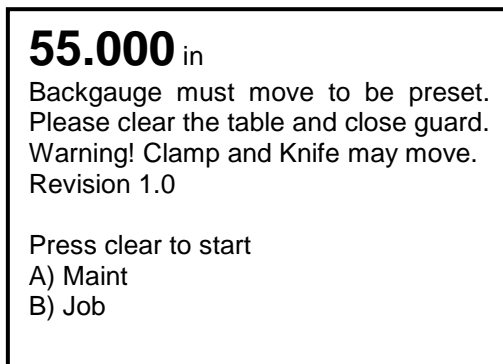 55.000 in
Backgauge must move to be preset.
Please clear the table and close guard.
Warning! Clamp and Knife may move.
Revision 1.0
Press clear to start
A) Maint
B) Job